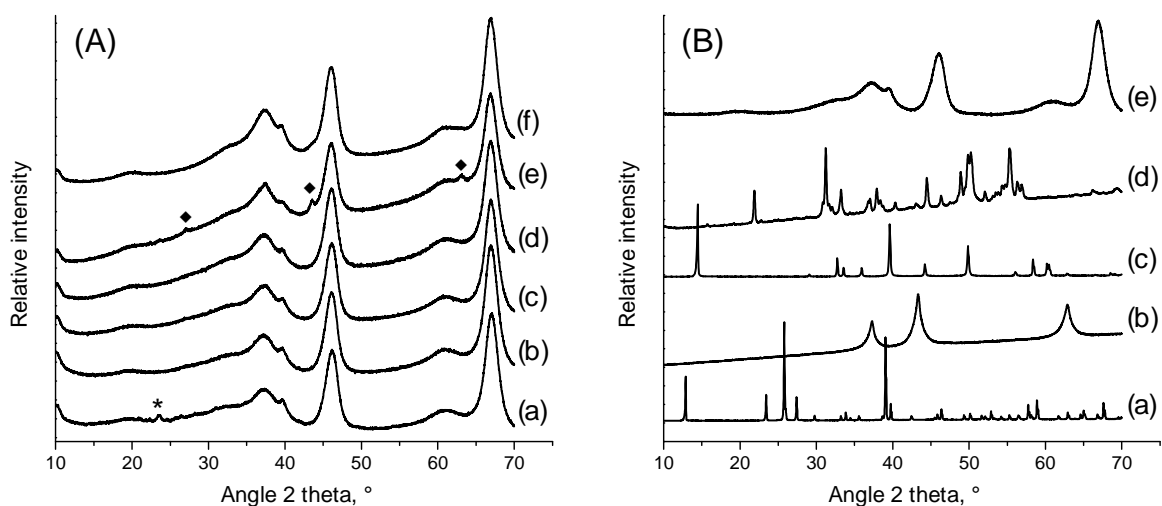 (A)
(f)
(e)
(d)
(c)
(b)
(a)
*
Relative intensity
10 20 30 40 50 60 70
Angle 2 theta, °
(B)
(e)
(d)
(c)
(b)
(a)
Relative intensity
10 20 30 40 50 60 70
Angle 2 theta, °